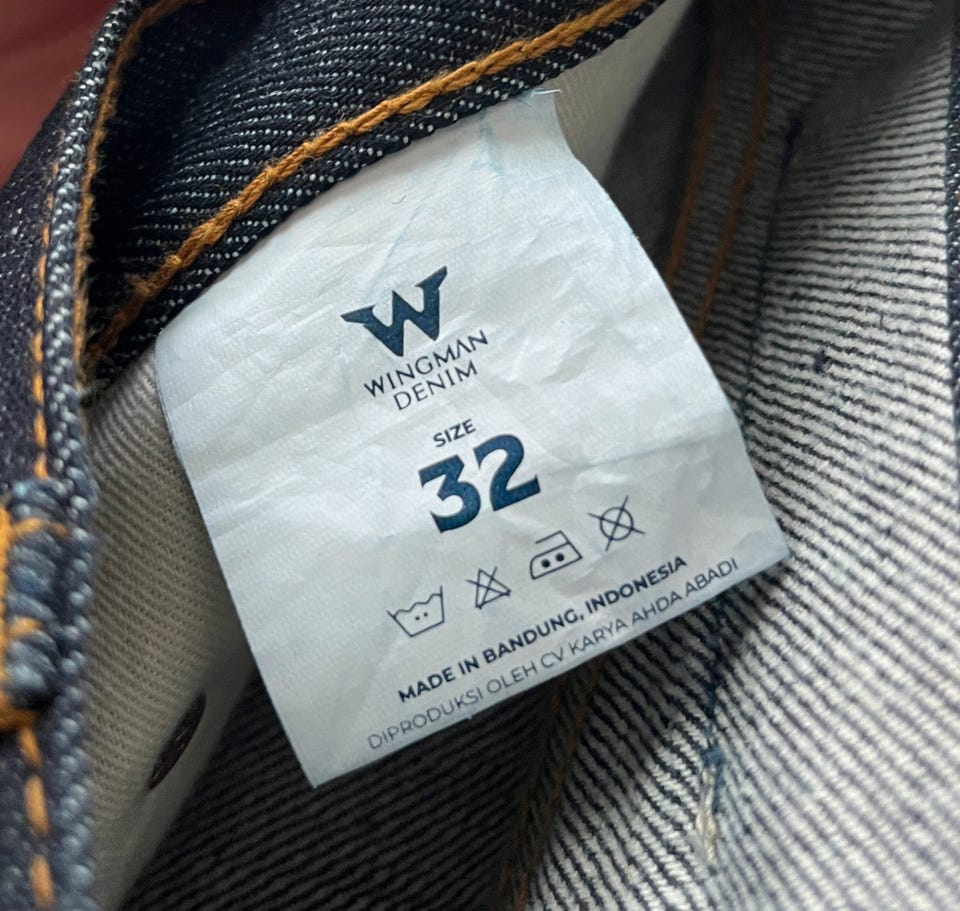 W
WINGMAN
DENIM
SIZE
32
MADE IN BANDUNG, INDONESIA
DIPRODUKSI OLEH CV KARYA AHDA ABADI